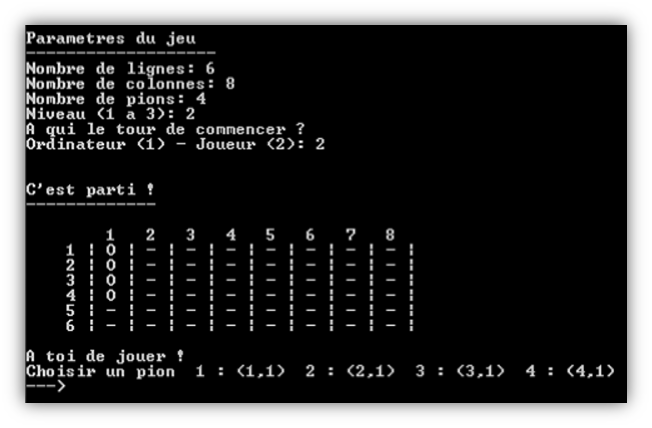 Parametres du jeu
-------------------
Nombre de lignes: 6
Nombre de colonnes: 8
Nombre de pions: 4
Niveau (1 a 3): 2
A qui le tour de commencer ?
Ordinateur (1) - Joueur (2): 2
C'est parti !
-------------
1 2 3 4 5 6 7 8
1 | O | - | - | - | - | - | - | - |
2 | O | - | - | - | - | - | - | - |
3 | O | - | - | - | - | - | - | - |
4 | O | - | - | - | - | - | - | - |
5 | - | - | - | - | - | - | - | - |
6 | - | - | - | - | - | - | - | - |
A toi de jouer !
Choisir un pion 1 : (1,1) 2 : (2,1) 3 : (3,1) 4 : (4,1)
--->